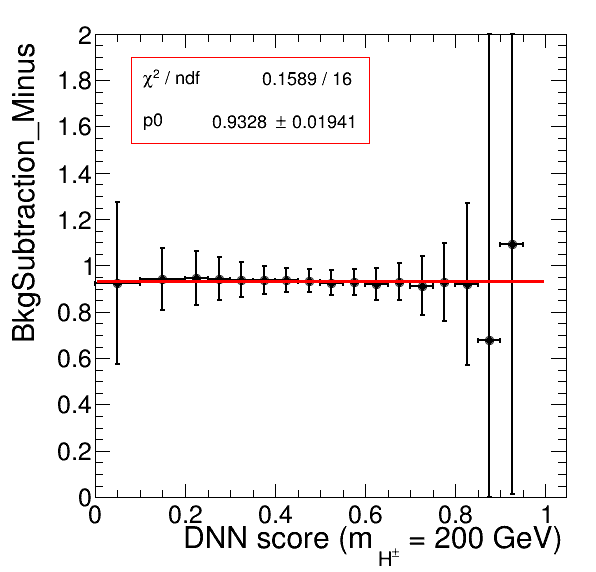 BkgSubtraction_Minus
2
1.8
1.6
1.4
1.2
1
0.8
0.6
0.4
0.2
0
χ² / ndf 0.1589 / 16
p0 0.9328 ± 0.01941
0 0.2 0.4 0.6 0.8 1
DNN score (m_H± = 200 GeV)